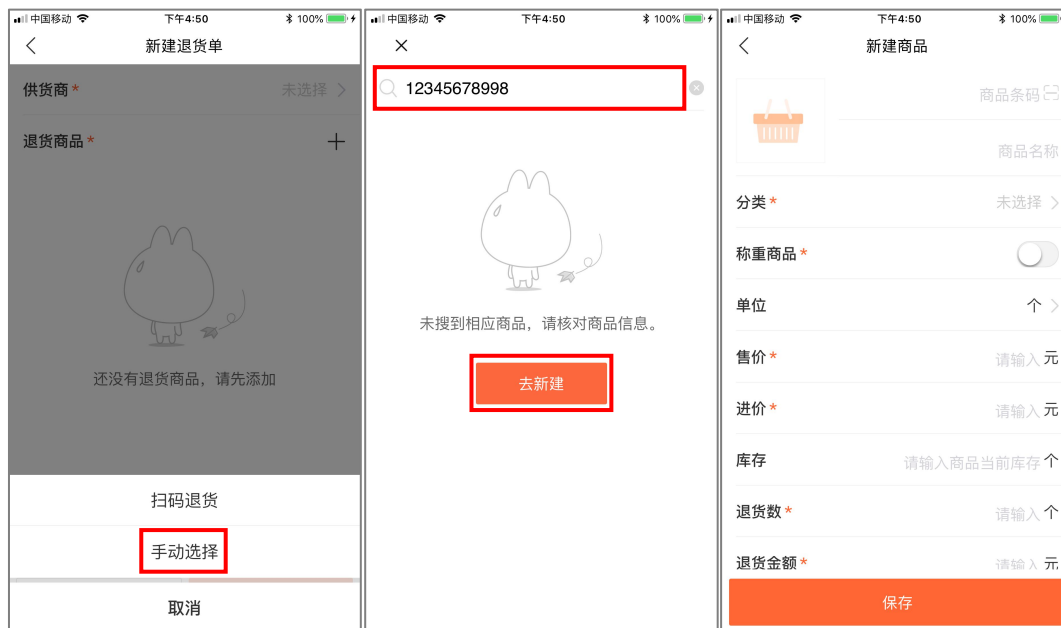 中国移动 下午4:50 100%
新建退货单
供货商* 未选择
退货商品*
还没有退货商品，请先添加
扫码退货
手动选择
取消
中国移动 下午4:50 100%
12345678998
未搜到相应商品，请核对商品信息。
去新建
中国移动 下午4:50 100%
新建商品
商品条码
商品名称
分类* 未选择
称重商品*
单位 个
售价* 请输入 元
进价* 请输入 元
库存 请输入商品当前库存 个
退货数* 请输入 个
退货金额* 请输入 元
保存